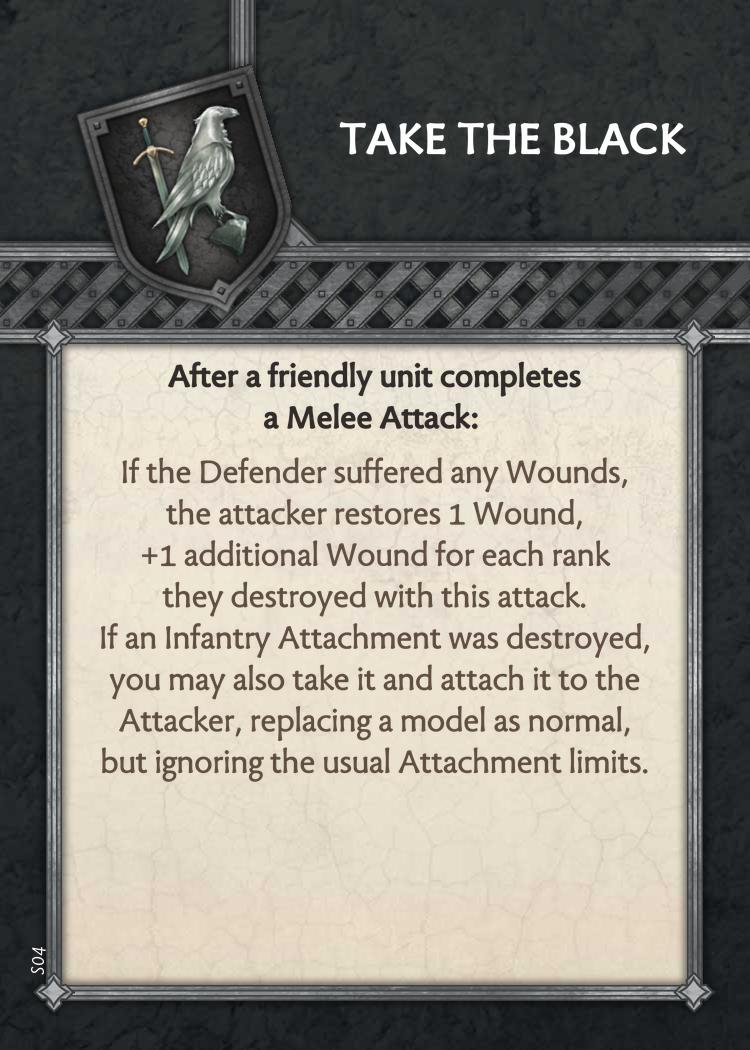 TAKE THE BLACK
After a friendly unit completes
a Melee Attack:
If the Defender suffered any Wounds,
the attacker restores 1 Wound,
+1 additional Wound for each rank
they destroyed with this attack.
If an Infantry Attachment was destroyed,
you may also take it and attach it to the
Attacker, replacing a model as normal,
but ignoring the usual Attachment limits.
S04